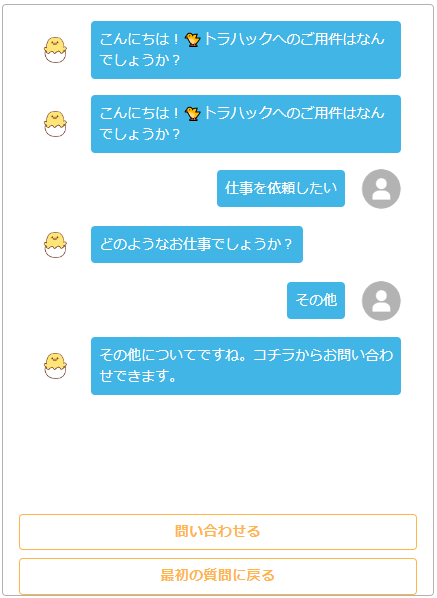 こんにちは！🐤トラハックへのご用件はなん
でしょうか？
こんにちは！🐤トラハックへのご用件はなん
でしょうか？
仕事を依頼したい
どのようなお仕事でしょうか？
その他
その他についてですね。コチラからお問い合わ
せできます。
問い合わせる
最初の質問に戻る